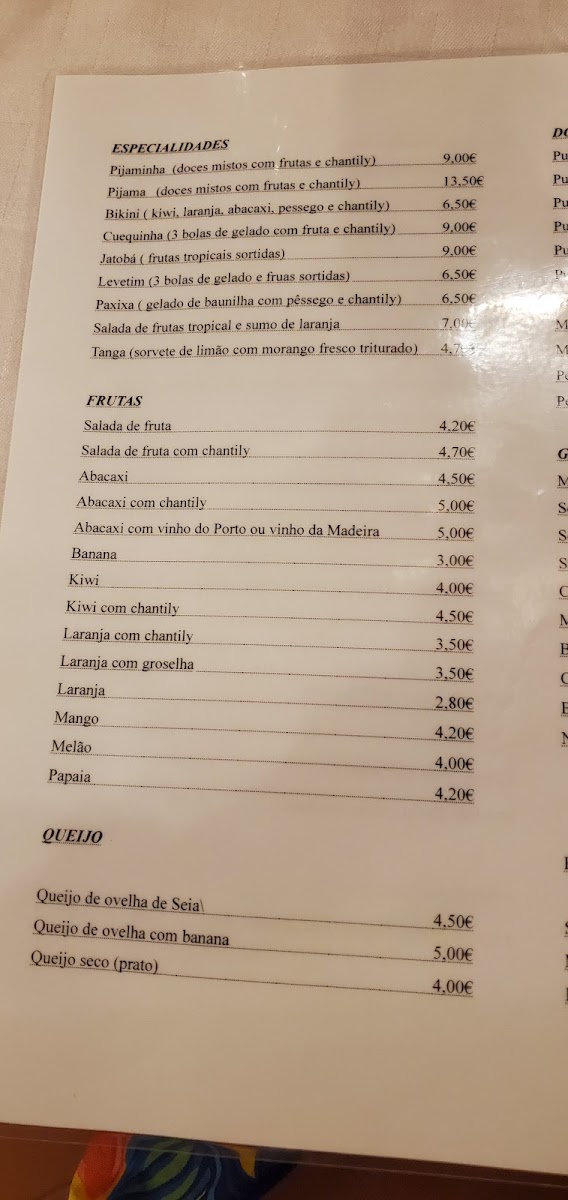 ESPECIALIDADES
Pijaminha (doces mistos com frutas e chantily) 9,00€
Pijama (doces mistos com frutas e chantily) 13,50€
Bikini ( kiwi, laranja, abacaxi, pessego e chantily) 6,50€
Cuequinha (3 bolas de gelado com fruta e chantily) 9,00€
Jatobá ( frutas tropicais sortidas) 9,00€
Levetim (3 bolas de gelado e fruas sortidas) 6,50€
Paxixa ( gelado de baunilha com pêssego e chantily) 6,50€
Salada de frutas tropical e sumo de laranja 7,00€
Tanga (sorvete de limão com morango fresco triturado)
FRUTAS
Salada de fruta 4,20€
Salada de fruta com chantily 4,70€
Abacaxi 4,50€
Abacaxi com chantily 5,00€
Abacaxi com vinho do Porto ou vinho da Madeira 5,00€
Banana 3,00€
Kiwi 4,00€
Kiwi com chantily 4,50€
Laranja com chantily 3,50€
Laranja com groselha 3,50€
Laranja 2,80€
Mango 4,20€
Melão 4,00€
Papaia 4,20€
QUEIJO
Queijo de ovelha de Seia\ 4,50€
Queijo de ovelha com banana 5,00€
Queijo seco (prato) 4,00€